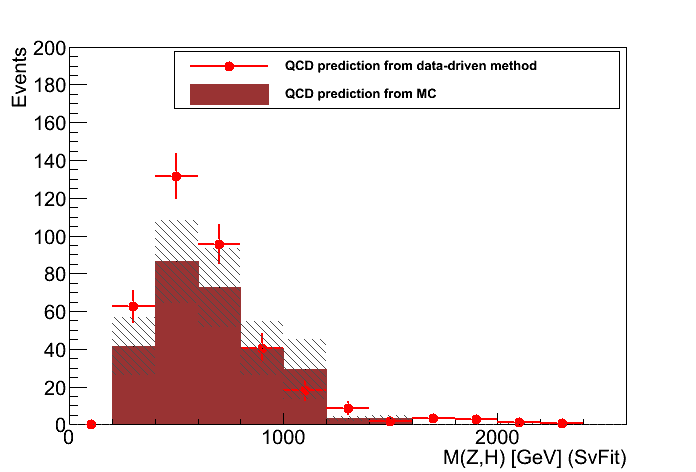 Events
200
180
160
140
120
100
80
60
40
20
0
QCD prediction from data-driven method
QCD prediction from MC
0 1000 2000
M(Z,H) [GeV] (SvFit)